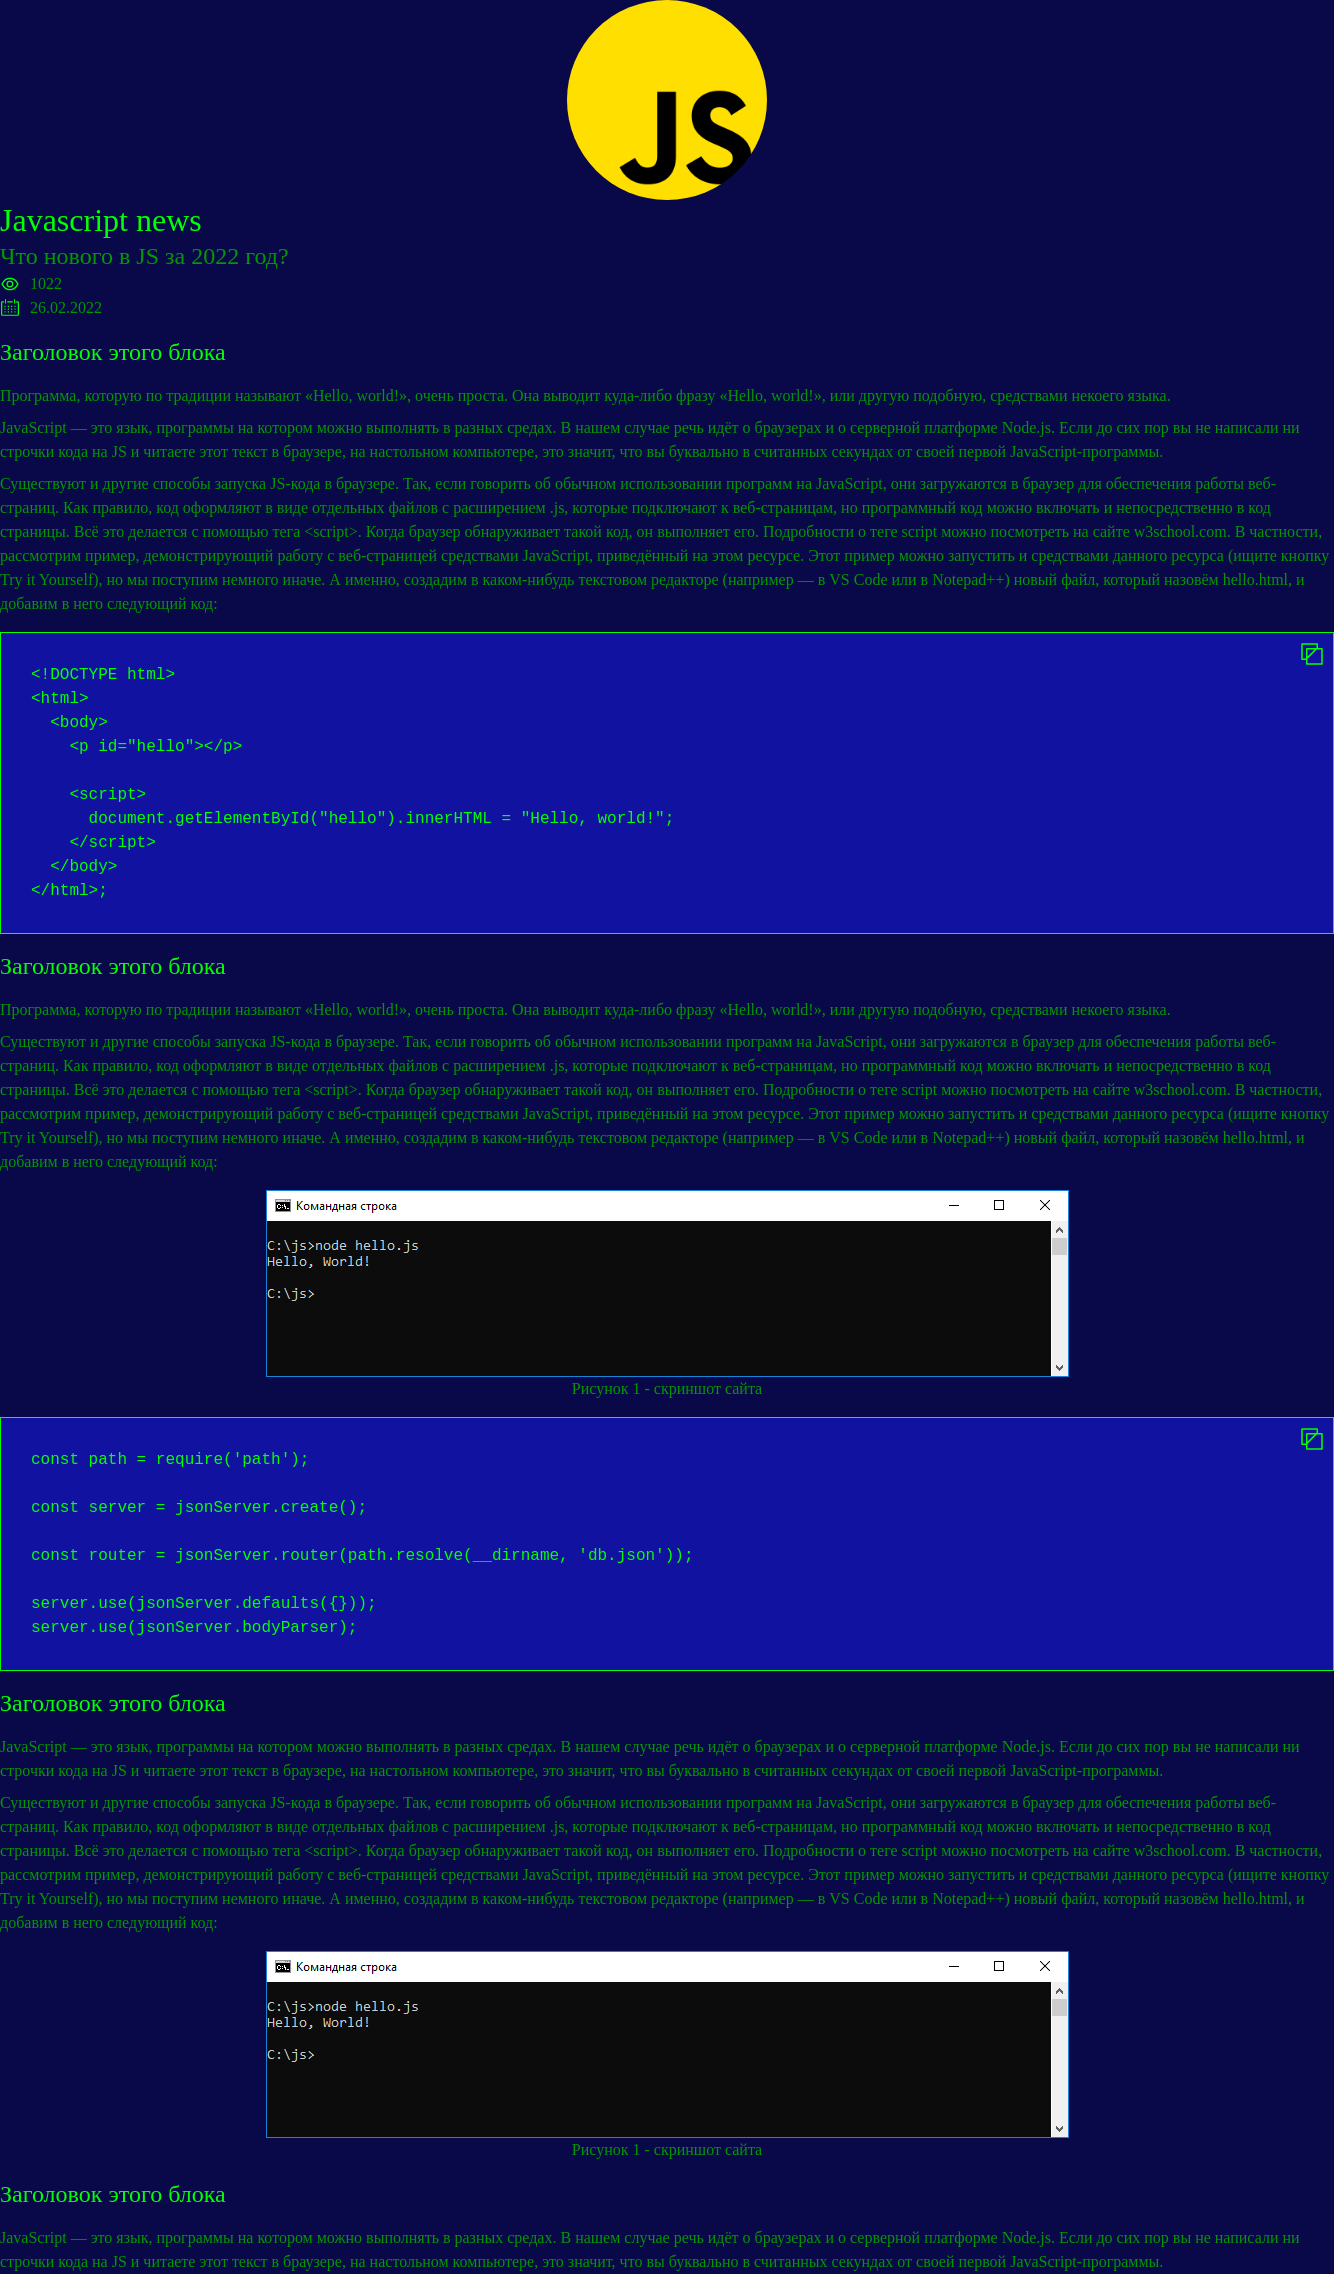 JS
Javascript news
Что нового в JS за 2022 год?
1022
26.02.2022
Заголовок этого блока
Программа, которую по традиции называют «Hello, world!», очень проста. Она выводит куда-либо фразу «Hello, world!», или другую подобную, средствами некоего языка.
JavaScript — это язык, программы на котором можно выполнять в разных средах. В нашем случае речь идёт о браузерах и о серверной платформе Node.js. Если до сих пор вы не написали ни
строчки кода на JS и читаете этот текст в браузере, на настольном компьютере, это значит, что вы буквально в считанных секундах от своей первой JavaScript-программы.
Существуют и другие способы запуска JS-кода в браузере. Так, если говорить об обычном использовании программ на JavaScript, они загружаются в браузер для обеспечения работы веб-
страниц. Как правило, код оформляют в виде отдельных файлов с расширением .js, которые подключают к веб-страницам, но программный код можно включать и непосредственно в код
страницы. Всё это делается с помощью тега <script>. Когда браузер обнаруживает такой код, он выполняет его. Подробности о теге script можно посмотреть на сайте w3school.com. В частности,
рассмотрим пример, демонстрирующий работу с веб-страницей средствами JavaScript, приведённый на этом ресурсе. Этот пример можно запустить и средствами данного ресурса (ищите кнопку
Try it Yourself), но мы поступим немного иначе. А именно, создадим в каком-нибудь текстовом редакторе (например — в VS Code или в Notepad++) новый файл, который назовём hello.html, и
добавим в него следующий код:
<!DOCTYPE html>
<html>
  <body>
    <p id="hello"></p>

    <script>
      document.getElementById("hello").innerHTML = "Hello, world!";
    </script>
  </body>
</html>;
Заголовок этого блока
Программа, которую по традиции называют «Hello, world!», очень проста. Она выводит куда-либо фразу «Hello, world!», или другую подобную, средствами некоего языка.
Существуют и другие способы запуска JS-кода в браузере. Так, если говорить об обычном использовании программ на JavaScript, они загружаются в браузер для обеспечения работы веб-
страниц. Как правило, код оформляют в виде отдельных файлов с расширением .js, которые подключают к веб-страницам, но программный код можно включать и непосредственно в код
страницы. Всё это делается с помощью тега <script>. Когда браузер обнаруживает такой код, он выполняет его. Подробности о теге script можно посмотреть на сайте w3school.com. В частности,
рассмотрим пример, демонстрирующий работу с веб-страницей средствами JavaScript, приведённый на этом ресурсе. Этот пример можно запустить и средствами данного ресурса (ищите кнопку
Try it Yourself), но мы поступим немного иначе. А именно, создадим в каком-нибудь текстовом редакторе (например — в VS Code или в Notepad++) новый файл, который назовём hello.html, и
добавим в него следующий код:
Командная строка
C:\js>node hello.js
Hello, World!
C:\js>
Рисунок 1 - скриншот сайта
const path = require('path');

const server = jsonServer.create();

const router = jsonServer.router(path.resolve(__dirname, 'db.json'));

server.use(jsonServer.defaults({}));
server.use(jsonServer.bodyParser);
Заголовок этого блока
JavaScript — это язык, программы на котором можно выполнять в разных средах. В нашем случае речь идёт о браузерах и о серверной платформе Node.js. Если до сих пор вы не написали ни
строчки кода на JS и читаете этот текст в браузере, на настольном компьютере, это значит, что вы буквально в считанных секундах от своей первой JavaScript-программы.
Существуют и другие способы запуска JS-кода в браузере. Так, если говорить об обычном использовании программ на JavaScript, они загружаются в браузер для обеспечения работы веб-
страниц. Как правило, код оформляют в виде отдельных файлов с расширением .js, которые подключают к веб-страницам, но программный код можно включать и непосредственно в код
страницы. Всё это делается с помощью тега <script>. Когда браузер обнаруживает такой код, он выполняет его. Подробности о теге script можно посмотреть на сайте w3school.com. В частности,
рассмотрим пример, демонстрирующий работу с веб-страницей средствами JavaScript, приведённый на этом ресурсе. Этот пример можно запустить и средствами данного ресурса (ищите кнопку
Try it Yourself), но мы поступим немного иначе. А именно, создадим в каком-нибудь текстовом редакторе (например — в VS Code или в Notepad++) новый файл, который назовём hello.html, и
добавим в него следующий код:
Командная строка
C:\js>node hello.js
Hello, World!
C:\js>
Рисунок 1 - скриншот сайта
Заголовок этого блока
JavaScript — это язык, программы на котором можно выполнять в разных средах. В нашем случае речь идёт о браузерах и о серверной платформе Node.js. Если до сих пор вы не написали ни
строчки кода на JS и читаете этот текст в браузере, на настольном компьютере, это значит, что вы буквально в считанных секундах от своей первой JavaScript-программы.